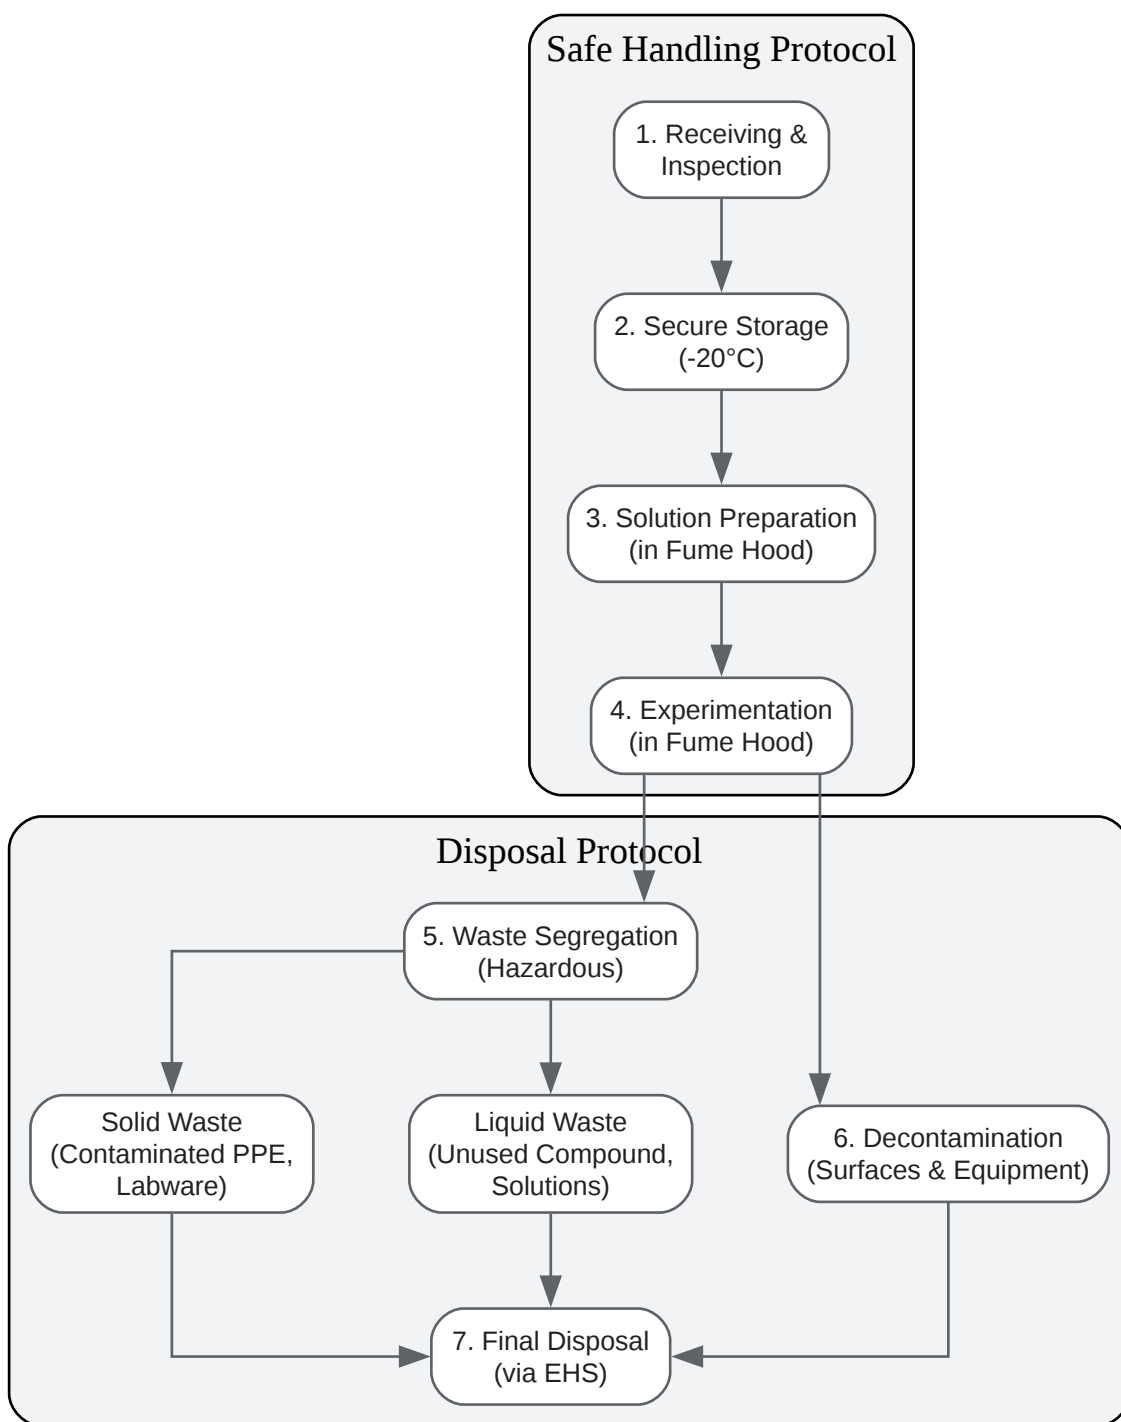 Safe Handling Protocol
1. Receiving &
Inspection
2. Secure Storage
(-20°C)
3. Solution Preparation
(in Fume Hood)
4. Experimentation
(in Fume Hood)
Disposal Protocol
5. Waste Segregation
(Hazardous)
Solid Waste
(Contaminated PPE,
Labware)
Liquid Waste
(Unused Compound,
Solutions)
6. Decontamination
(Surfaces & Equipment)
7. Final Disposal
(via EHS)